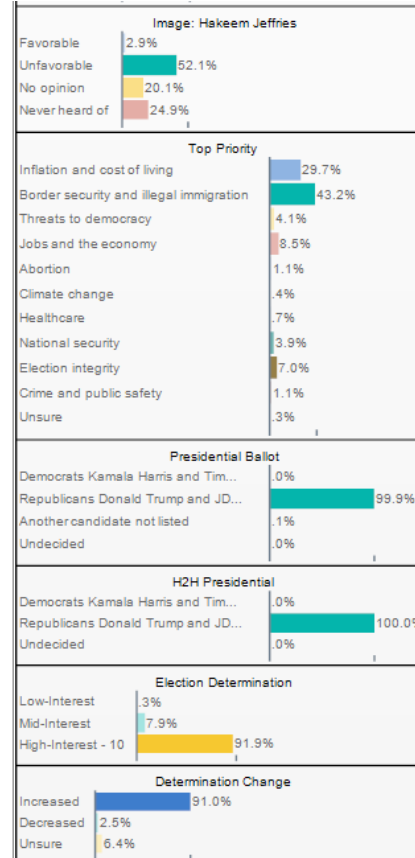 Image: Hakeem Jeffries
Favorable 2.9%
Unfavorable 52.1%
No opinion 20.1%
Never heard of 24.9%
Top Priority
Inflation and cost of living 29.7%
Border security and illegal immigration 43.2%
Threats to democracy 4.1%
Jobs and the economy 8.5%
Abortion 1.1%
Climate change .4%
Healthcare .7%
National security 3.9%
Election integrity 7.0%
Crime and public safety 1.1%
Unsure .3%
Presidential Ballot
Democrats Kamala Harris and Tim... .0%
Republicans Donald Trump and JD... 99.9%
Another candidate not listed .1%
Undecided .0%
H2H Presidential
Democrats Kamala Harris and Tim... .0%
Republicans Donald Trump and JD... 100.0%
Undecided .0%
Election Determination
Low-Interest .3%
Mid-Interest 7.9%
High-Interest - 10 91.9%
Determination Change
Increased 91.0%
Decreased 2.5%
Unsure 6.4%